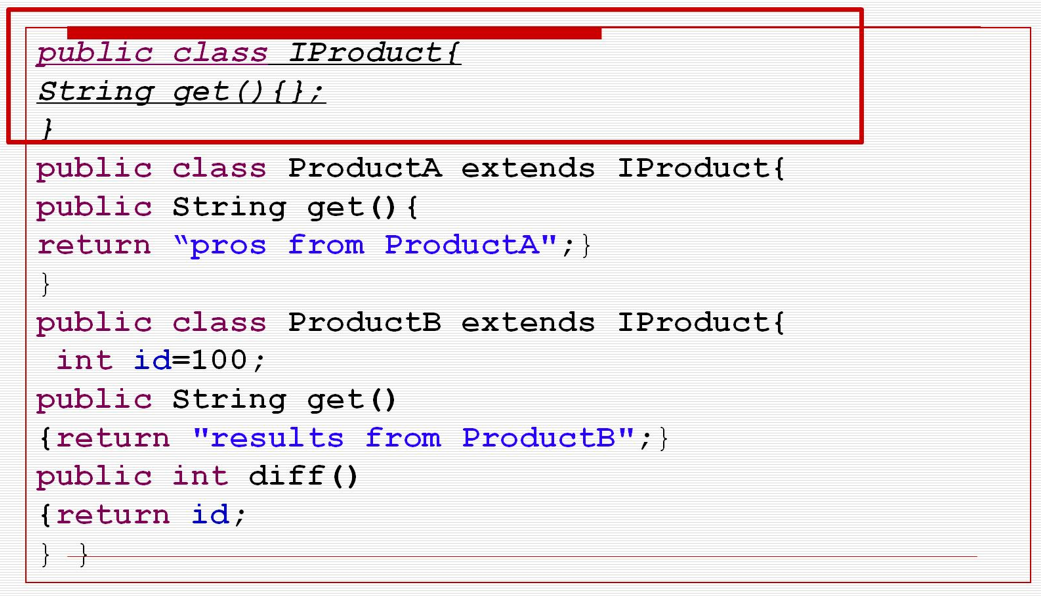 public class IProduct{
String get(){};
}
public class ProductA extends IProduct{
public String get(){
return “pros from ProductA";}
}
public class ProductB extends IProduct{
int id=100;
public String get()
{return "results from ProductB";}
public int diff()
{return id;
} }